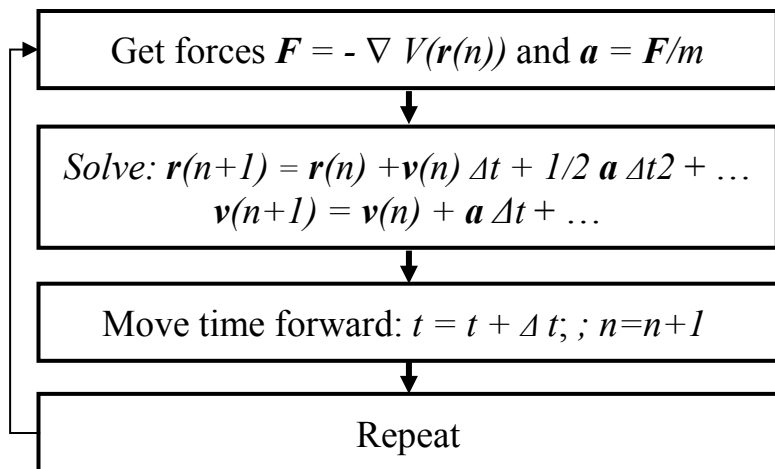 Get forces F = - ∇ V(r(n)) and a = F/m
Solve: r(n+1) = r(n) +v(n) Δt + 1/2 a Δt2 + …
v(n+1) = v(n) + a Δt + …
Move time forward: t = t + Δ t; ; n=n+1
Repeat